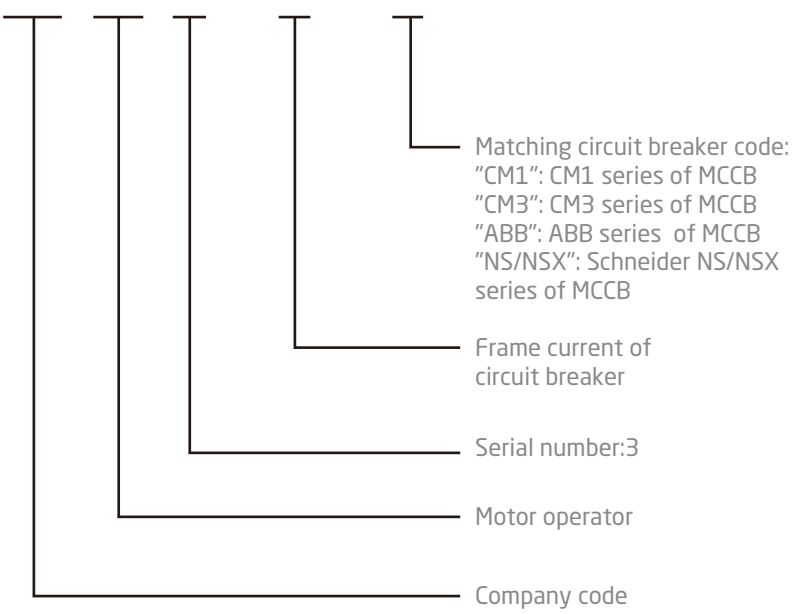 Matching circuit breaker code:
"CM1": CM1 series of MCCB
"CM3": CM3 series of MCCB
"ABB": ABB series of MCCB
"NS/NSX": Schneider NS/NSX
series of MCCB
Frame current of
circuit breaker
Serial number:3
Motor operator
Company code